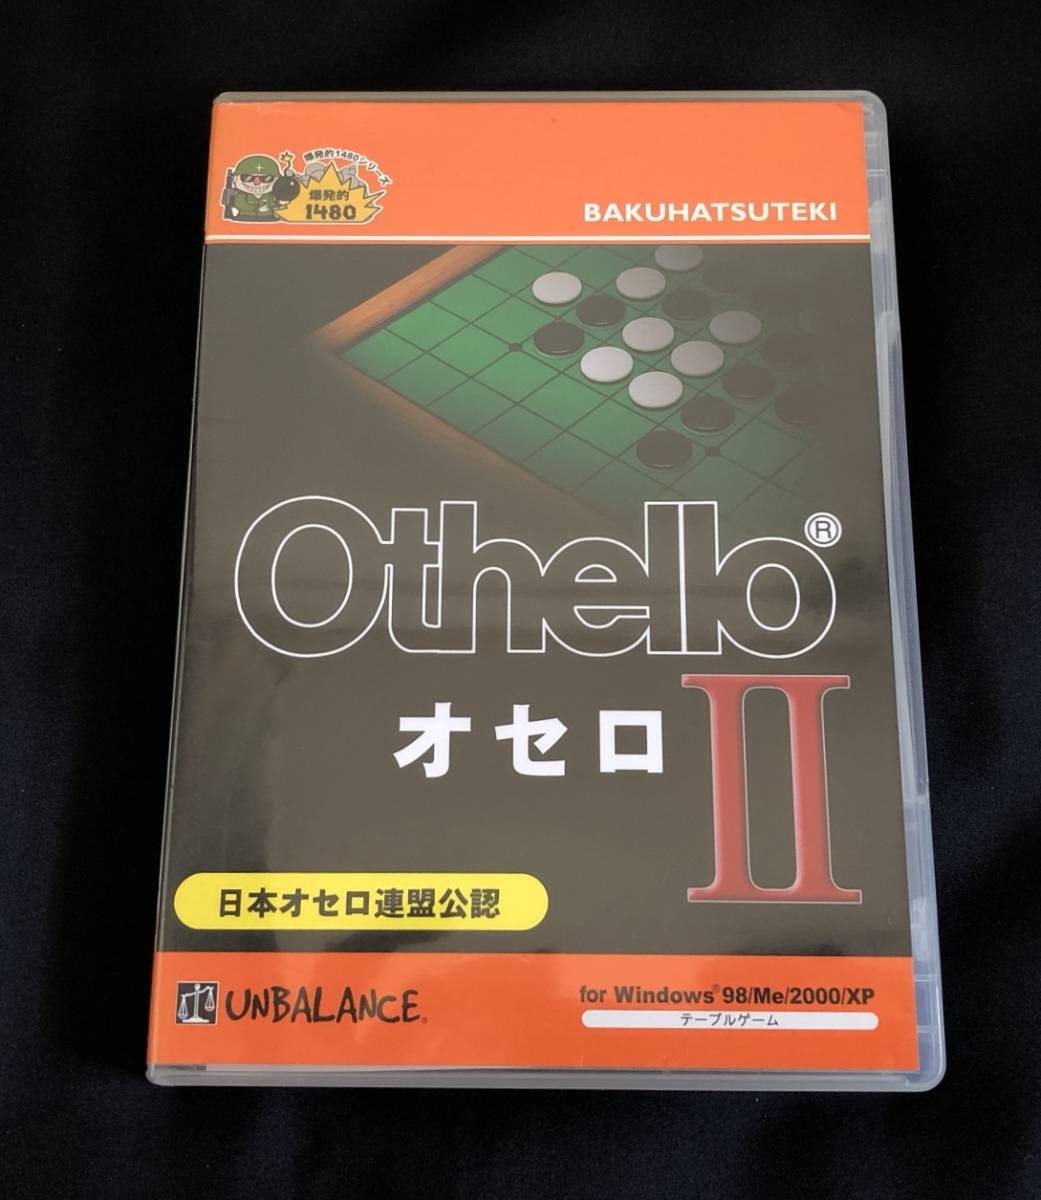 爆発的1480シリーズ
爆発的
1480
BAKUHATSUTEKI
Othello®
オセロ II
日本オセロ連盟公認
UNBALANCE®
for Windows® 98/Me/2000/XP
テーブルゲーム